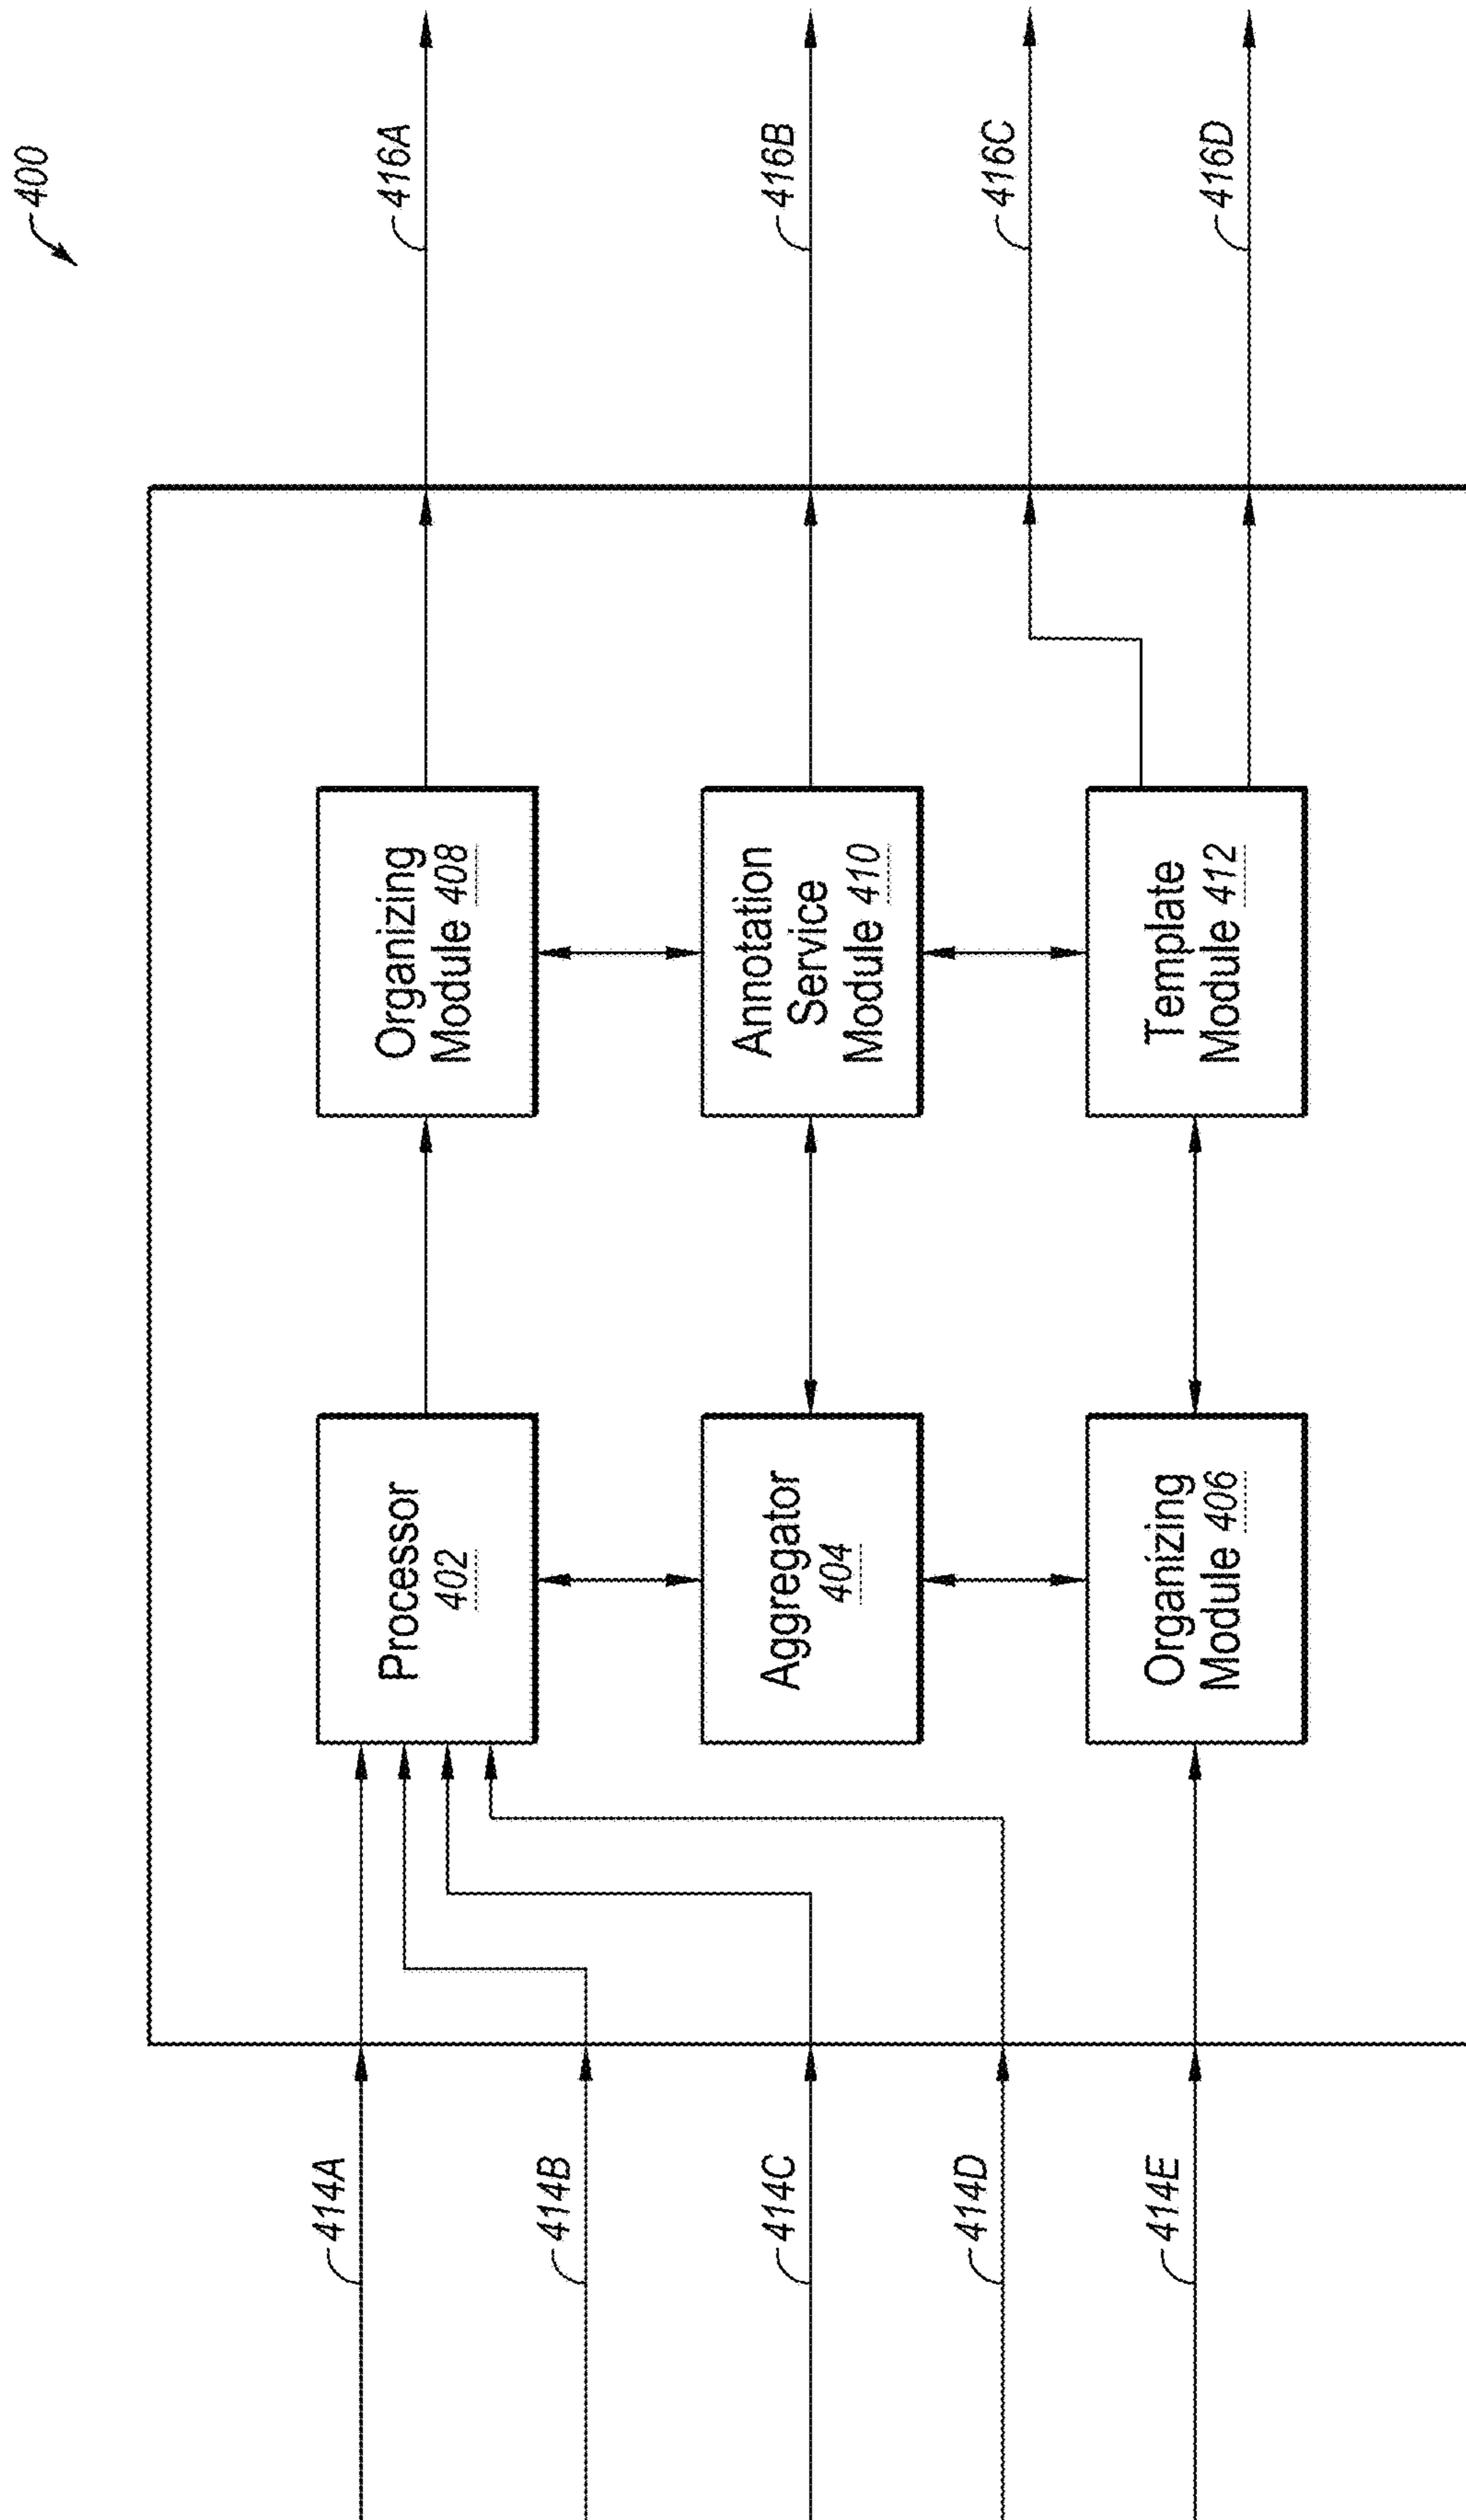 400
414A
414B
414C
414D
414E
Processor
402
Aggregator
404
Organizing
Module 406
Organizing
Module 408
Annotation
Service
Module 410
Template
Module 412
416A
416B
416C
416D